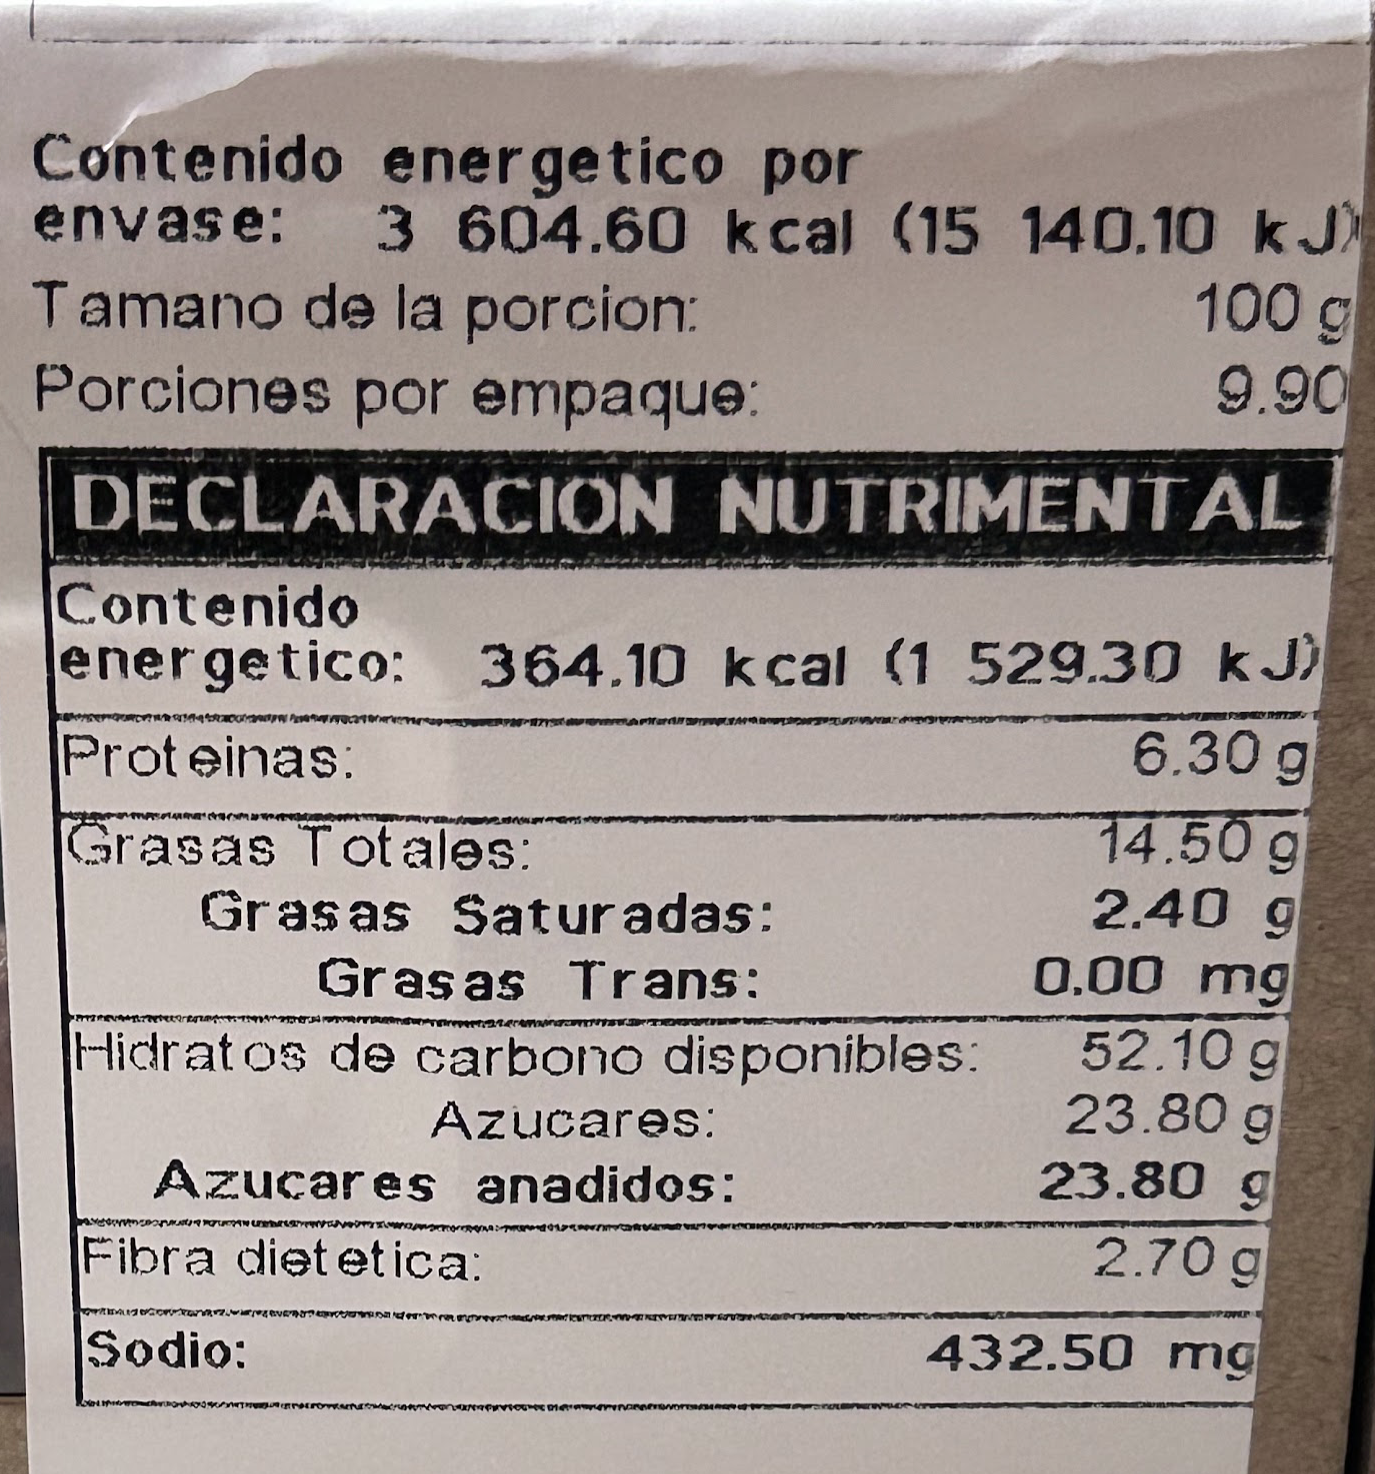 Contenido energetico por
envase: 3 604.60 kcal (15 140.10 kJ)
Tamano de la porcion: 100 g
Porciones por empaque: 9.90
DECLARACION NUTRIMENTAL
Contenido
energetico: 364.10 kcal (1 529.30 kJ)
Proteinas: 6.30 g
Grasas Totales: 14.50 g
Grasas Saturadas: 2.40 g
Grasas Trans: 0.00 mg
Hidratos de carbono disponibles: 52.10 g
Azucares: 23.80 g
Azucares anadidos: 23.80 g
Fibra dietetica: 2.70 g
Sodio: 432.50 mg